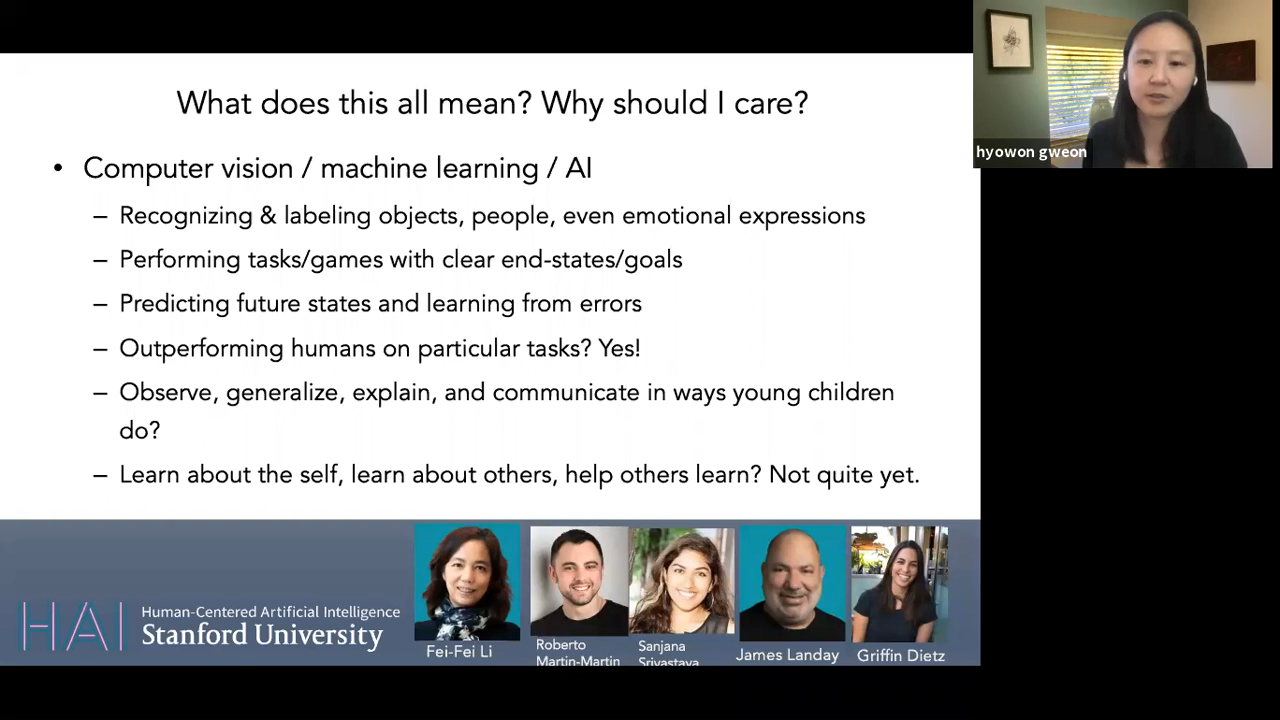 What does this all mean? Why should I care?
• Computer vision / machine learning / AI
– Recognizing & labeling objects, people, even emotional expressions
– Performing tasks/games with clear end-states/goals
– Predicting future states and learning from errors
– Outperforming humans on particular tasks? Yes!
– Observe, generalize, explain, and communicate in ways young children
do?
– Learn about the self, learn about others, help others learn? Not quite yet.
HAI
Human-Centered Artificial Intelligence
Stanford University
Fei-Fei Li
Roberto
Martin-Martin
Sanjana
Srivastava
James Landay
Griffin Dietz
hyowon gweon